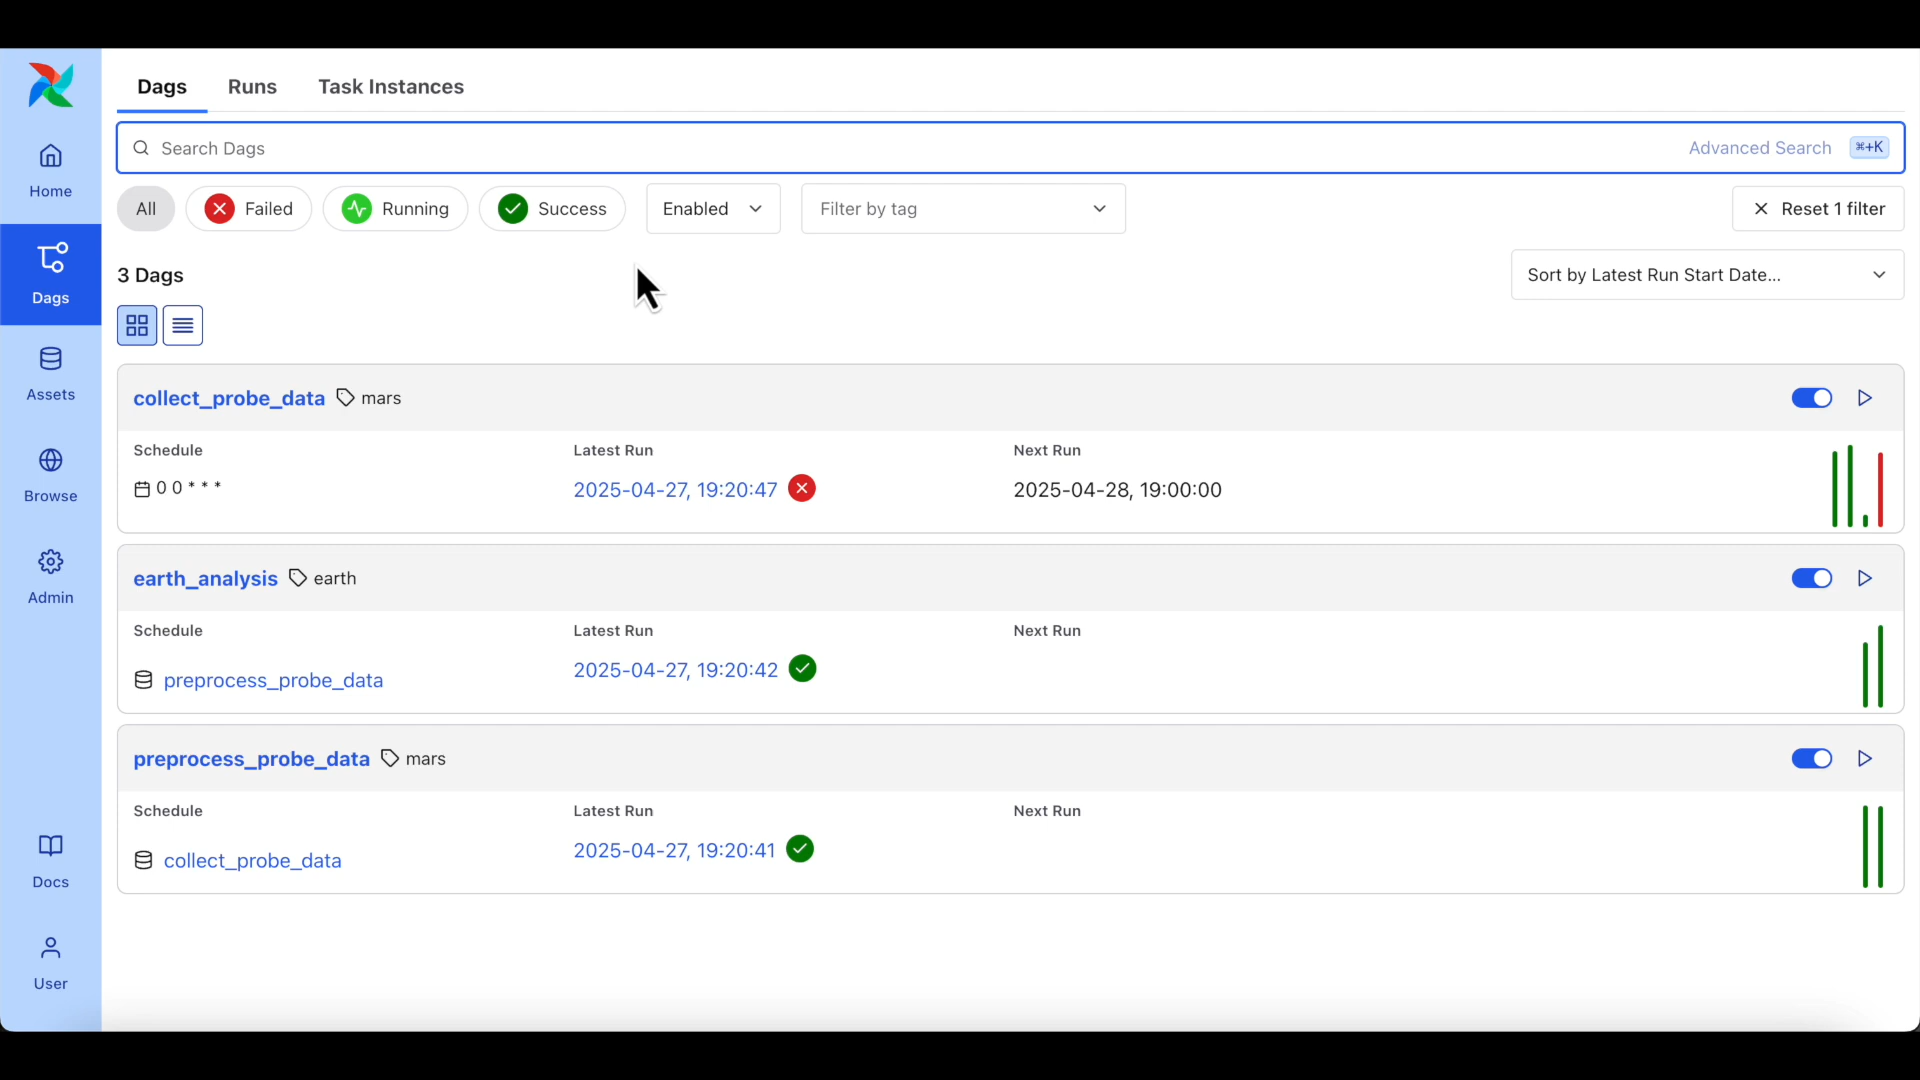 Dags Runs Task Instances
Search Dags Advanced Search ⌘+K
Home
All Failed Running Success Enabled Filter by tag Reset 1 filter
Dags
3 Dags Sort by Latest Run Start Date...
Assets
collect_probe_data mars
Schedule Latest Run Next Run
0 0 * * * 2025-04-27, 19:20:47 2025-04-28, 19:00:00
Browse
earth_analysis earth
Admin
Schedule Latest Run Next Run
preprocess_probe_data 2025-04-27, 19:20:42
preprocess_probe_data mars
Schedule Latest Run Next Run
collect_probe_data 2025-04-27, 19:20:41
Docs
User